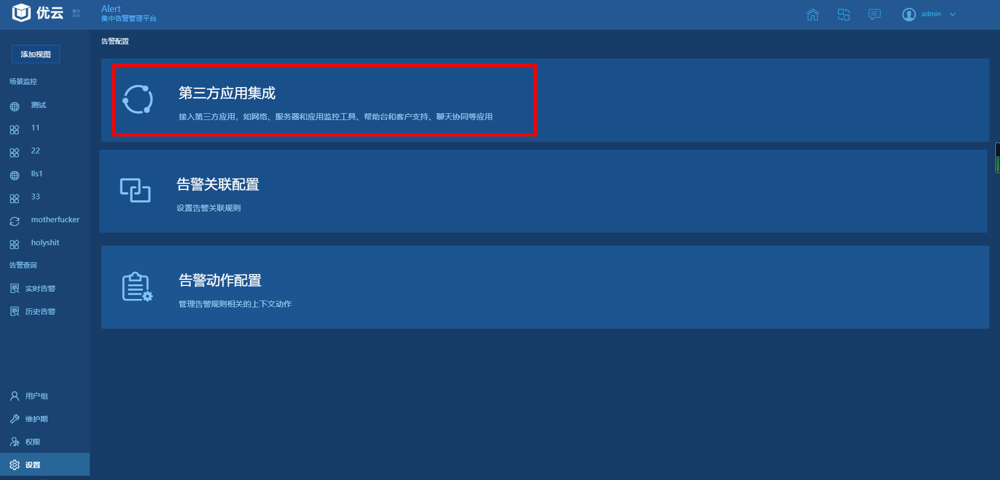 优云
Alert
集中告警管理平台
admin
添加视图
场景监控
测试
11
22
lls1
33
motherfucker
holyshit
告警查询
实时告警
历史告警
用户组
维护期
权限
设置
告警配置
第三方应用集成
接入第三方应用，如网络、服务器和应用监控工具、帮助台和客户支持、聊天协同等应用
告警关联配置
设置告警关联规则
告警动作配置
管理告警规则相关的上下文动作